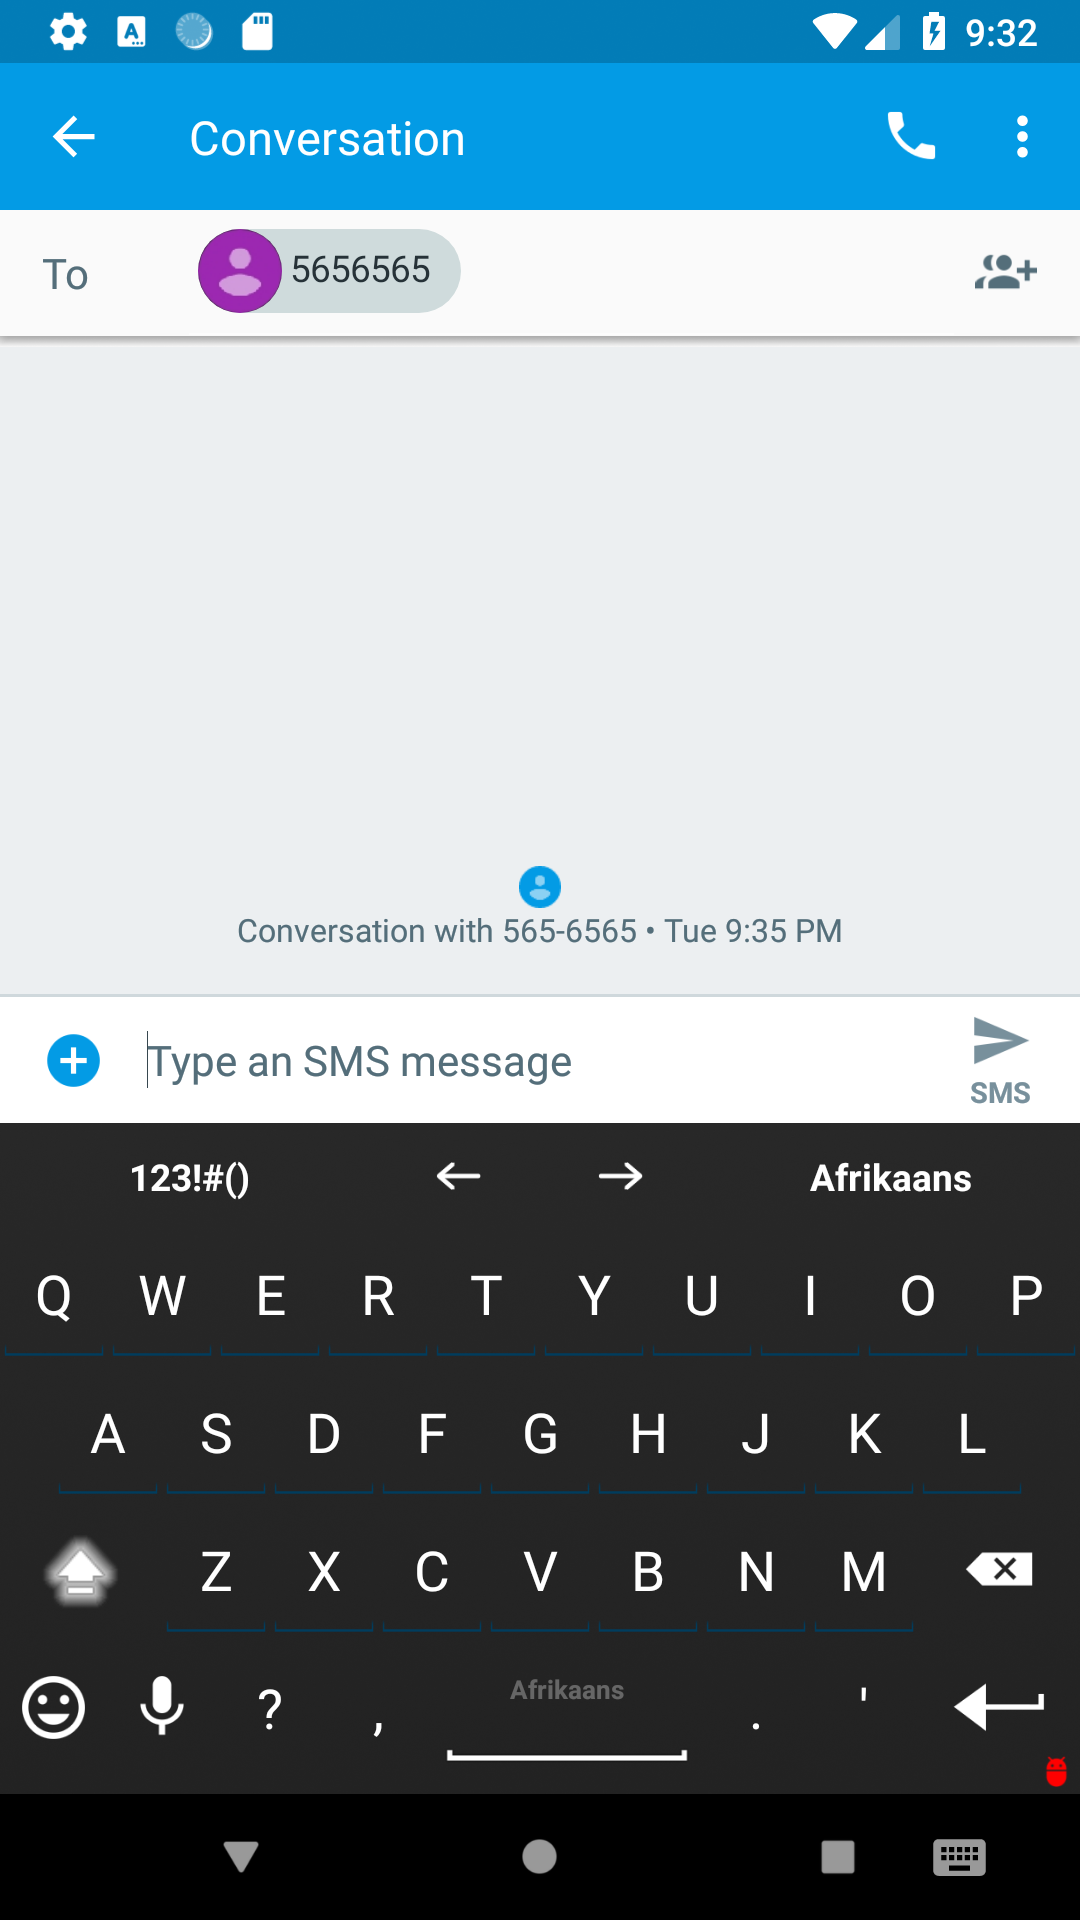 9:32
Conversation
To 5656565
Conversation with 565-6565 • Tue 9:35 PM
Type an SMS message
SMS
123!#() Afrikaans
Q W E R T Y U I O P
A S D F G H J K L
Z X C V B N M
? , Afrikaans . '